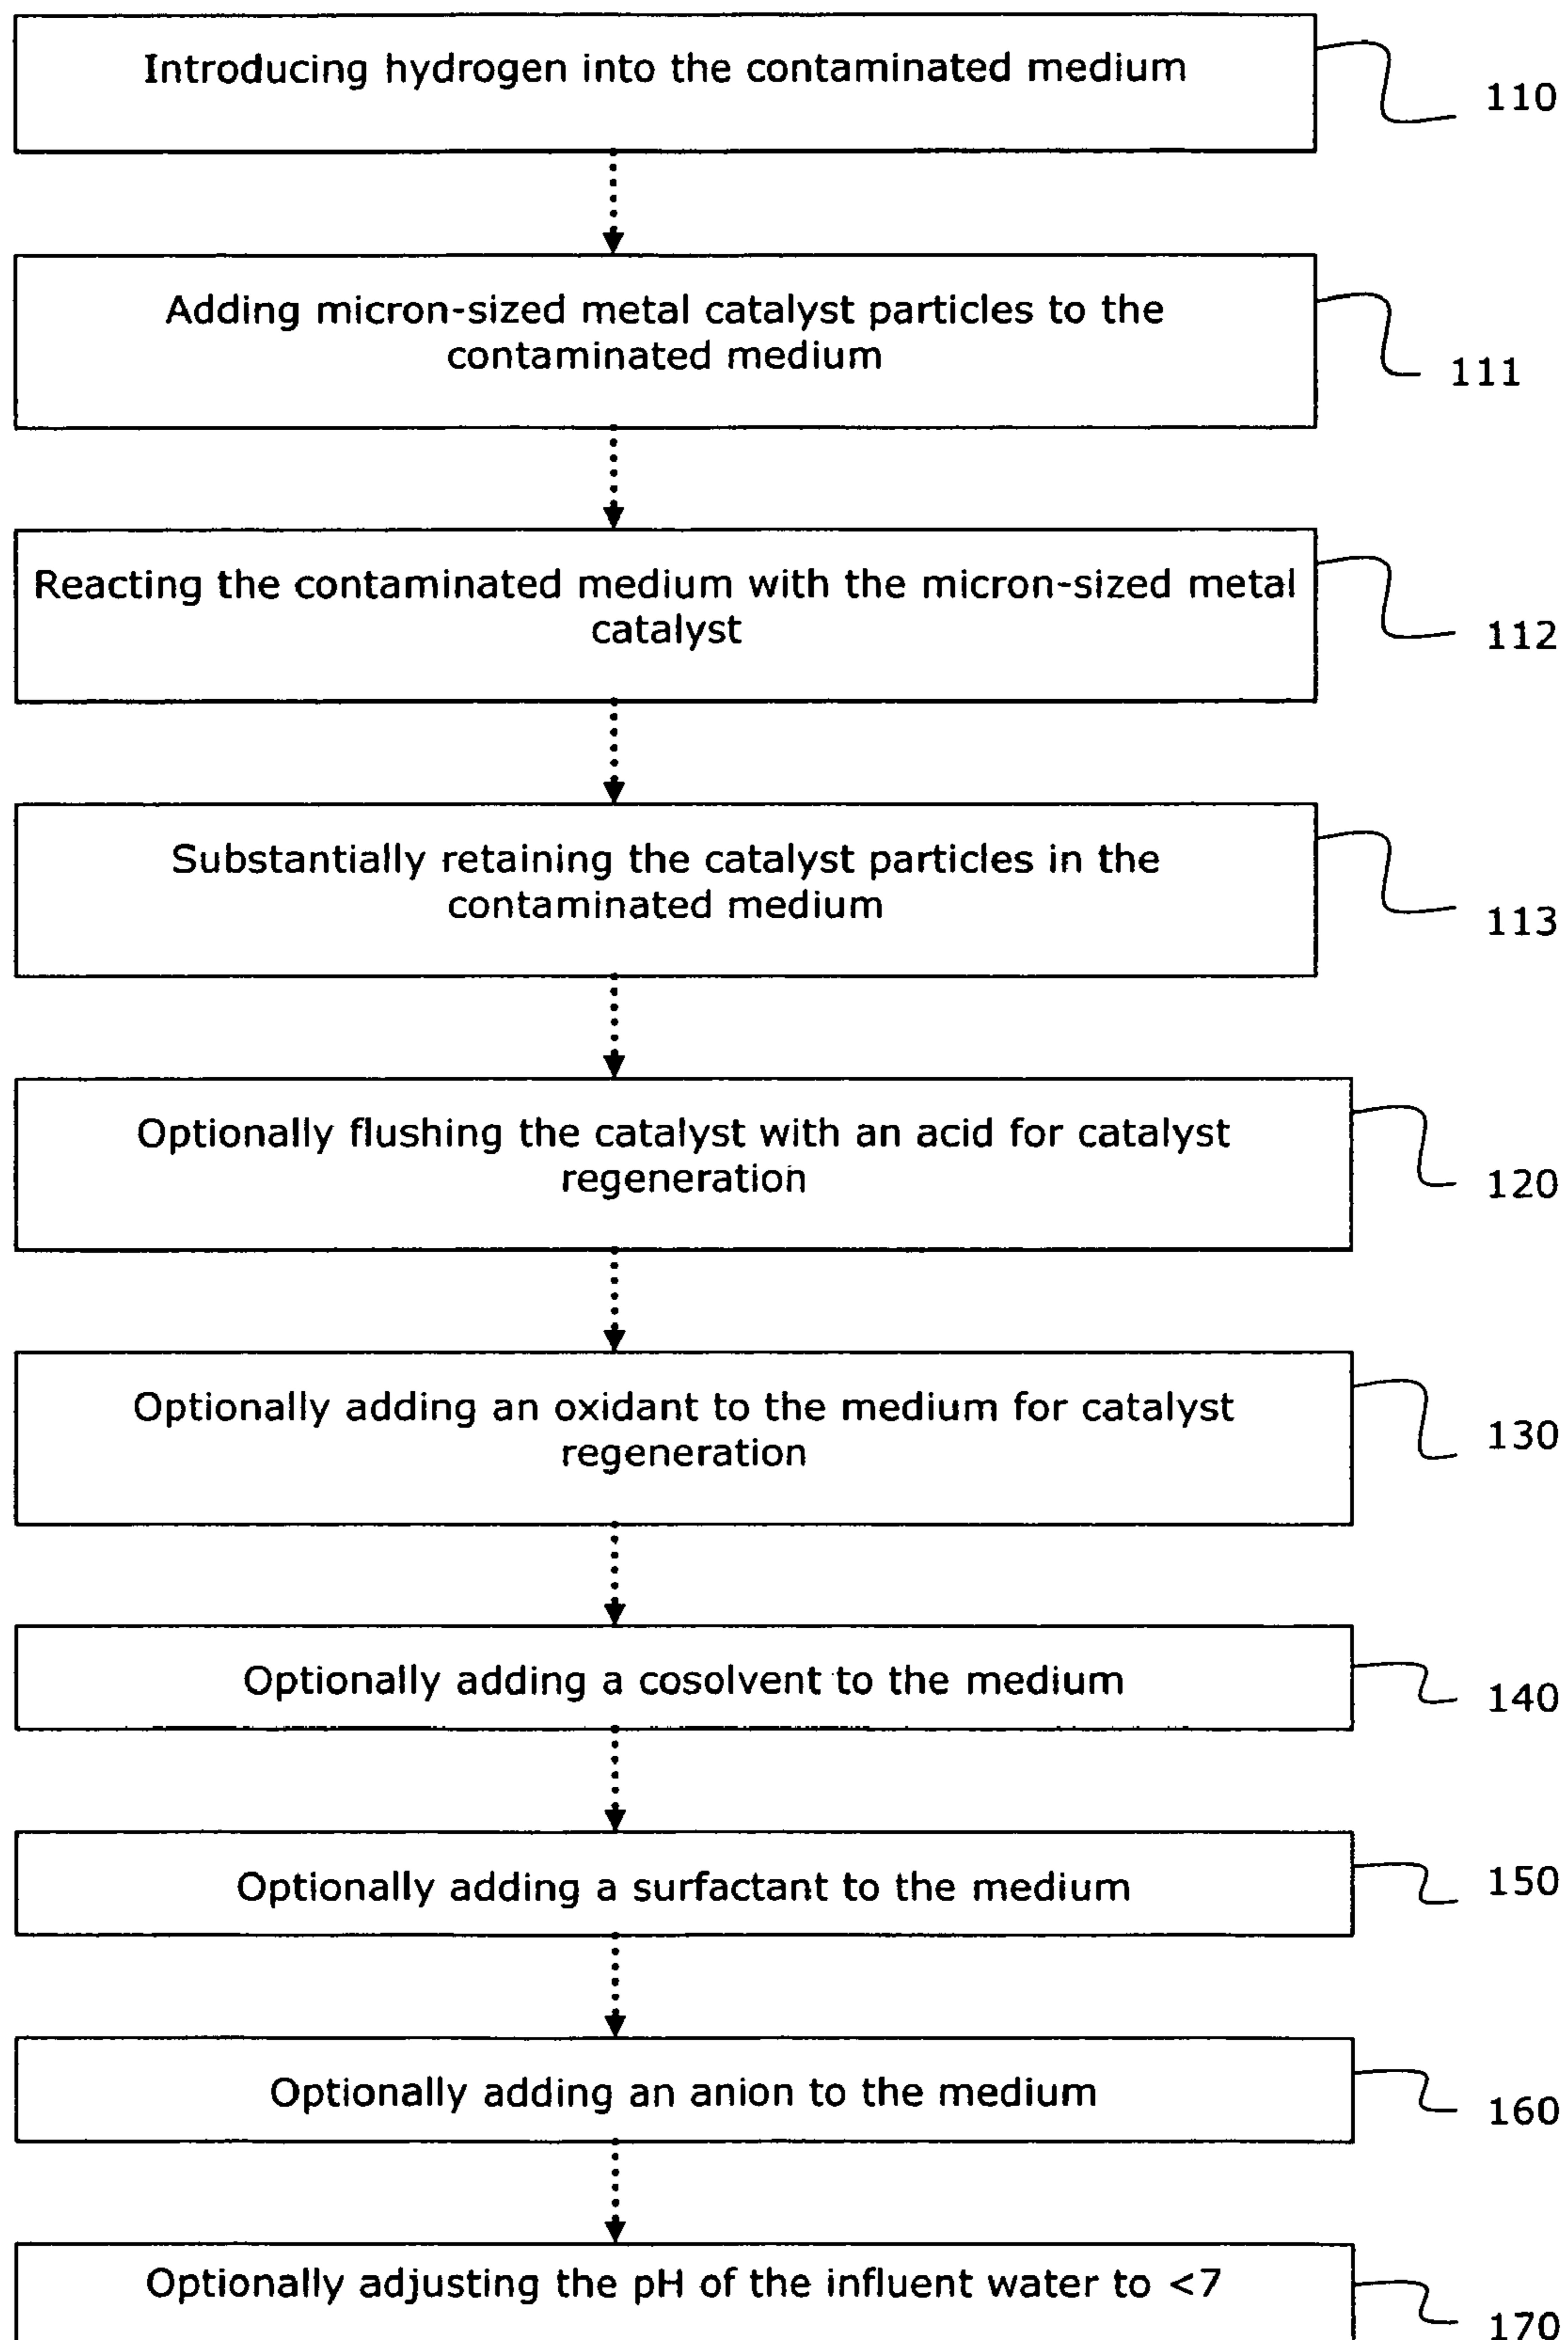 Introducing hydrogen into the contaminated medium
110
Adding micron-sized metal catalyst particles to the
contaminated medium
111
Reacting the contaminated medium with the micron-sized metal
catalyst
112
Substantially retaining the catalyst particles in the
contaminated medium
113
Optionally flushing the catalyst with an acid for catalyst
regeneration
120
Optionally adding an oxidant to the medium for catalyst
regeneration
130
Optionally adding a cosolvent to the medium
140
Optionally adding a surfactant to the medium
150
Optionally adding an anion to the medium
160
Optionally adjusting the pH of the influent water to <7
170